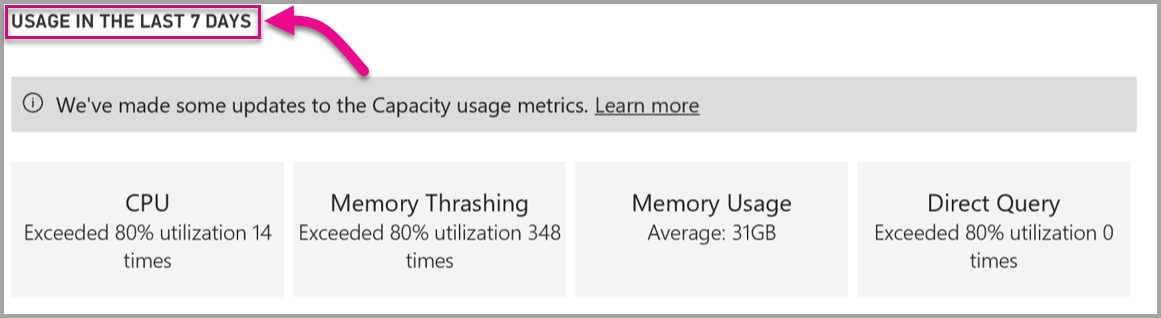 USAGE IN THE LAST 7 DAYS
We've made some updates to the Capacity usage metrics. Learn more
CPU
Exceeded 80% utilization 14
times
Memory Thrashing
Exceeded 80% utilization 348
times
Memory Usage
Average: 31GB
Direct Query
Exceeded 80% utilization 0
times